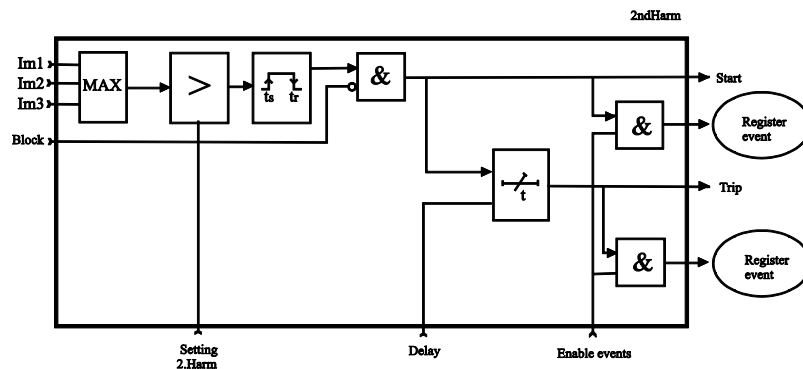 2ndHarm
Im1
Im2
Im3
MAX
>
ts tr
&
Start
Block
&
Register
event
t
Trip
&
Register
event
Setting
2.Harm
Delay
Enable events